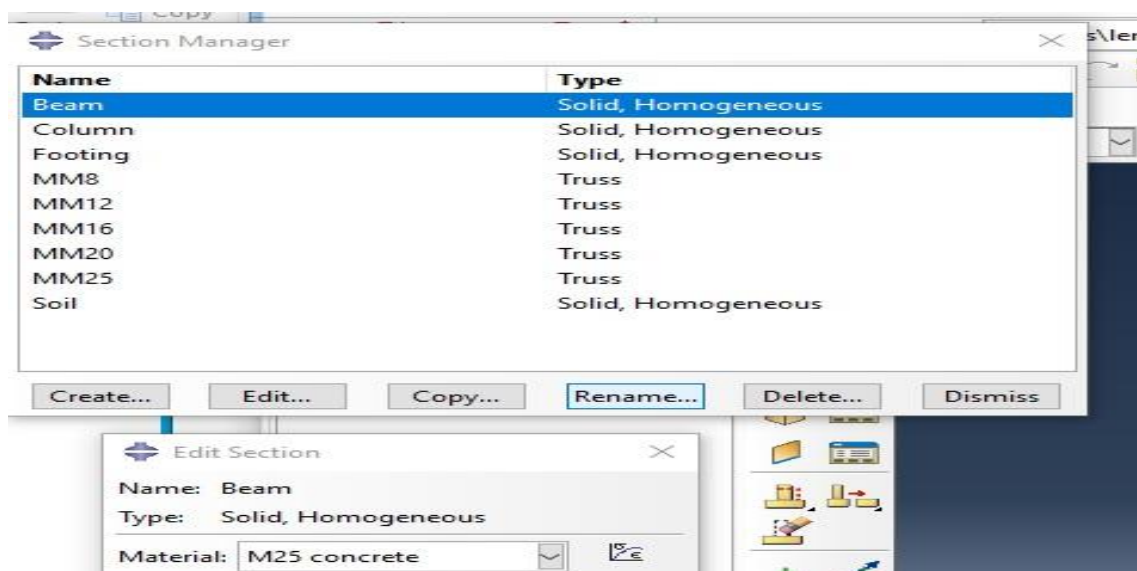 Copy
Section Manager
s\ler
Name Type
Beam Solid, Homogeneous
Column Solid, Homogeneous
Footing Solid, Homogeneous
MM8 Truss
MM12 Truss
MM16 Truss
MM20 Truss
MM25 Truss
Soil Solid, Homogeneous
Create... Edit... Copy... Rename... Delete... Dismiss
Edit Section
Name: Beam
Type: Solid, Homogeneous
Material: M25 concrete